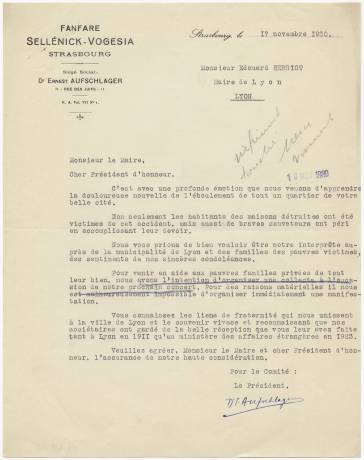 FANFARE
SELLÉNICK-VOGESIA
STRASBOURG
Siège Social:
Dr ERNEST AUFSCHLAGER
11 - RUE DES JUIFS - 11
Strasbourg, le 17 novembre 1930.
Monsieur Edouard HERRIOT
Maire de Lyon
LYON
1930
Monsieur le Maire,
Cher Président d'honneur.
C'est avec une profonde émotion que nous venons d'apprendre
la douloureuse nouvelle de l'éboulement de tout un quartier de votre
belle cité.
Non seulement les habitants des maisons détruites ont été
victimes de cet accident, mais aussi de braves sauveteurs ont péri
en accomplissant leur devoir.
Nous vous prions de bien vouloir être notre interprète au-
près de la municipalité de Lyon et des familles des pauvres victimes,
des sentiments de nos sincères condoléances.
Pour venir en aide aux pauvres familles privées de tout
leur bien, nous avons l'intention d'organiser une collecte à l'occa-
sion de notre prochain concert. Pour des raisons matérielles il nous
est malheureusement impossible d'organiser immédiatement une manifes-
tation.
Vous connaissez les liens de fraternité qui nous unissent
à la ville de Lyon et le souvenir vivace et reconnaissant que nos
sociétaires ont gardé de la belle réception que vous leur avez faite
tant à Lyon en 1911 qu'au ministère des affaires étrangères en 1923.
Veuillez agréer, Monsieur le Maire et cher Président d'hon-
neur, l'assurance de notre haute considération.
Pour le Comité :
Le Président.
Dr Aufschlager